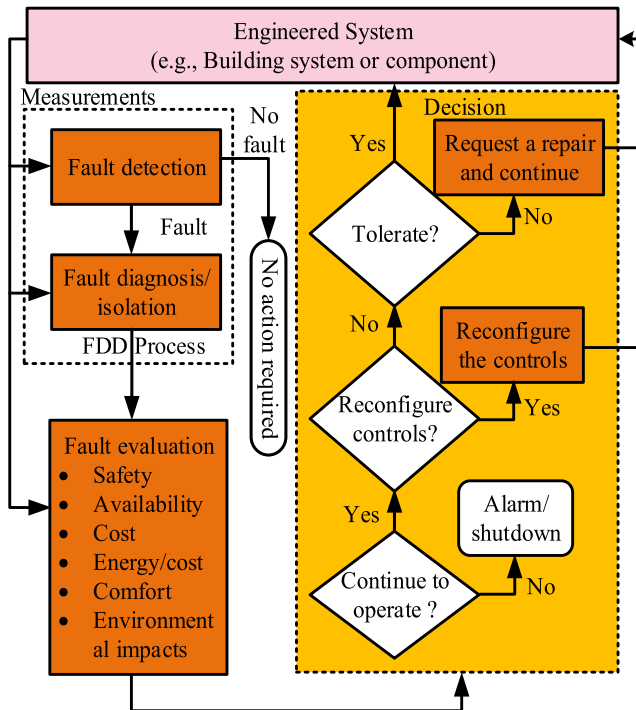 Engineered System
(e.g., Building system or component)
Measurements
Fault detection
No
fault
Fault
Fault diagnosis/
isolation
FDD Process
No action required
Fault evaluation
• Safety
• Availability
• Cost
• Energy/cost
• Comfort
• Environment
al impacts
Decision
Yes
Request a repair
and continue
Tolerate?
No
No
Reconfigure
the controls
Reconfigure
controls?
Yes
Yes
Alarm/
shutdown
Continue to
operate ?
No